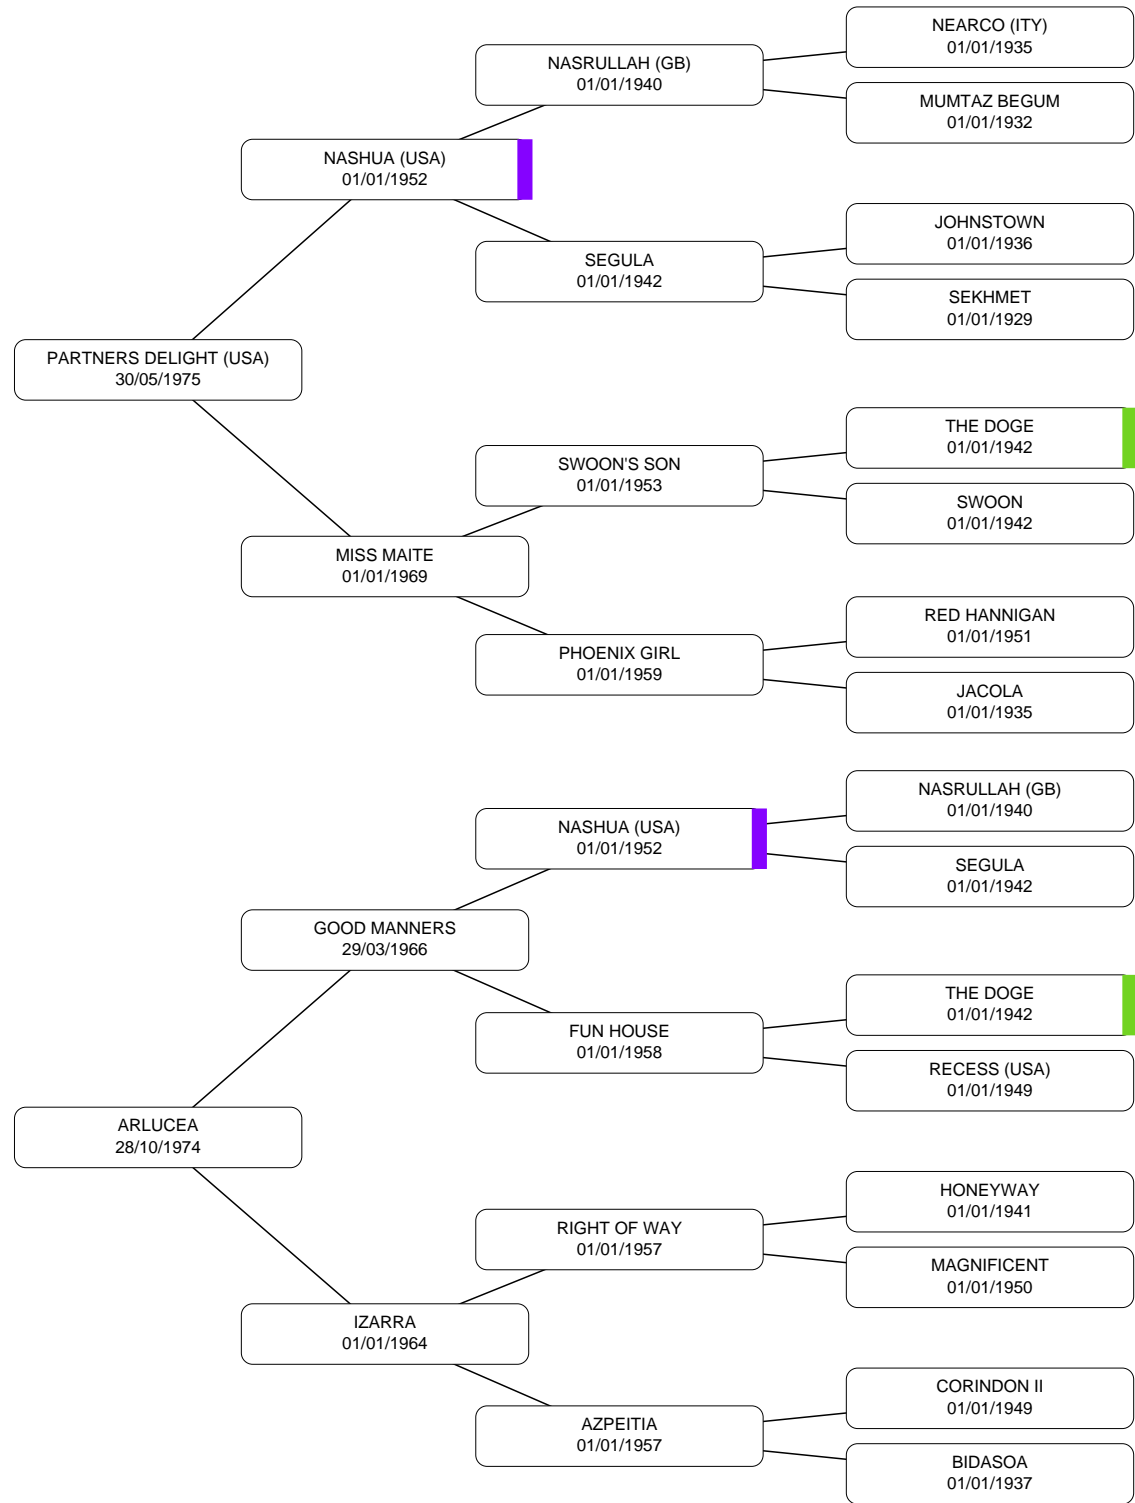 NEARCO (ITY)
01/01/1935
NASRULLAH (GB)
01/01/1940
MUMTAZ BEGUM
01/01/1932
NASHUA (USA)
01/01/1952
JOHNSTOWN
01/01/1936
SEGULA
01/01/1942
SEKHMET
01/01/1929
PARTNERS DELIGHT (USA)
30/05/1975
THE DOGE
01/01/1942
SWOON'S SON
01/01/1953
SWOON
01/01/1942
MISS MAITE
01/01/1969
RED HANNIGAN
01/01/1951
PHOENIX GIRL
01/01/1959
JACOLA
01/01/1935
NASRULLAH (GB)
01/01/1940
NASHUA (USA)
01/01/1952
SEGULA
01/01/1942
GOOD MANNERS
29/03/1966
THE DOGE
01/01/1942
FUN HOUSE
01/01/1958
RECESS (USA)
01/01/1949
ARLUCEA
28/10/1974
HONEYWAY
01/01/1941
RIGHT OF WAY
01/01/1957
MAGNIFICENT
01/01/1950
IZARRA
01/01/1964
CORINDON II
01/01/1949
AZPEITIA
01/01/1957
BIDASOA
01/01/1937